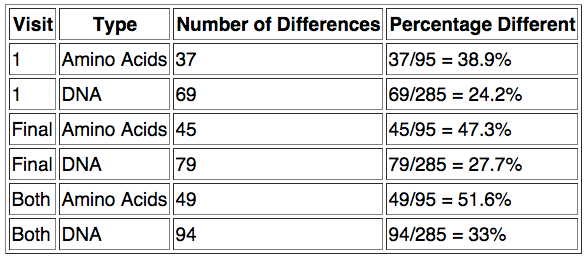 Visit Type Number of Differences Percentage Different
1 Amino Acids 37 37/95 = 38.9%
1 DNA 69 69/285 = 24.2%
Final Amino Acids 45 45/95 = 47.3%
Final DNA 79 79/285 = 27.7%
Both Amino Acids 49 49/95 = 51.6%
Both DNA 94 94/285 = 33%